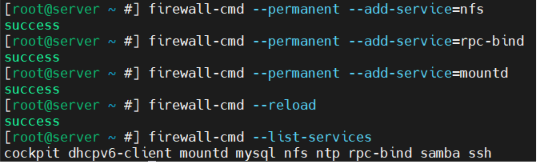 [root@server ~ #] firewall-cmd --permanent --add-service=nfs
success
[root@server ~ #] firewall-cmd --permanent --add-service=rpc-bind
success
[root@server ~ #] firewall-cmd --permanent --add-service=mountd
success
[root@server ~ #] firewall-cmd --reload
success
[root@server ~ #] firewall-cmd --list-services
cockpit dhcpv6-client mountd mysql nfs ntp rpc-bind samba ssh